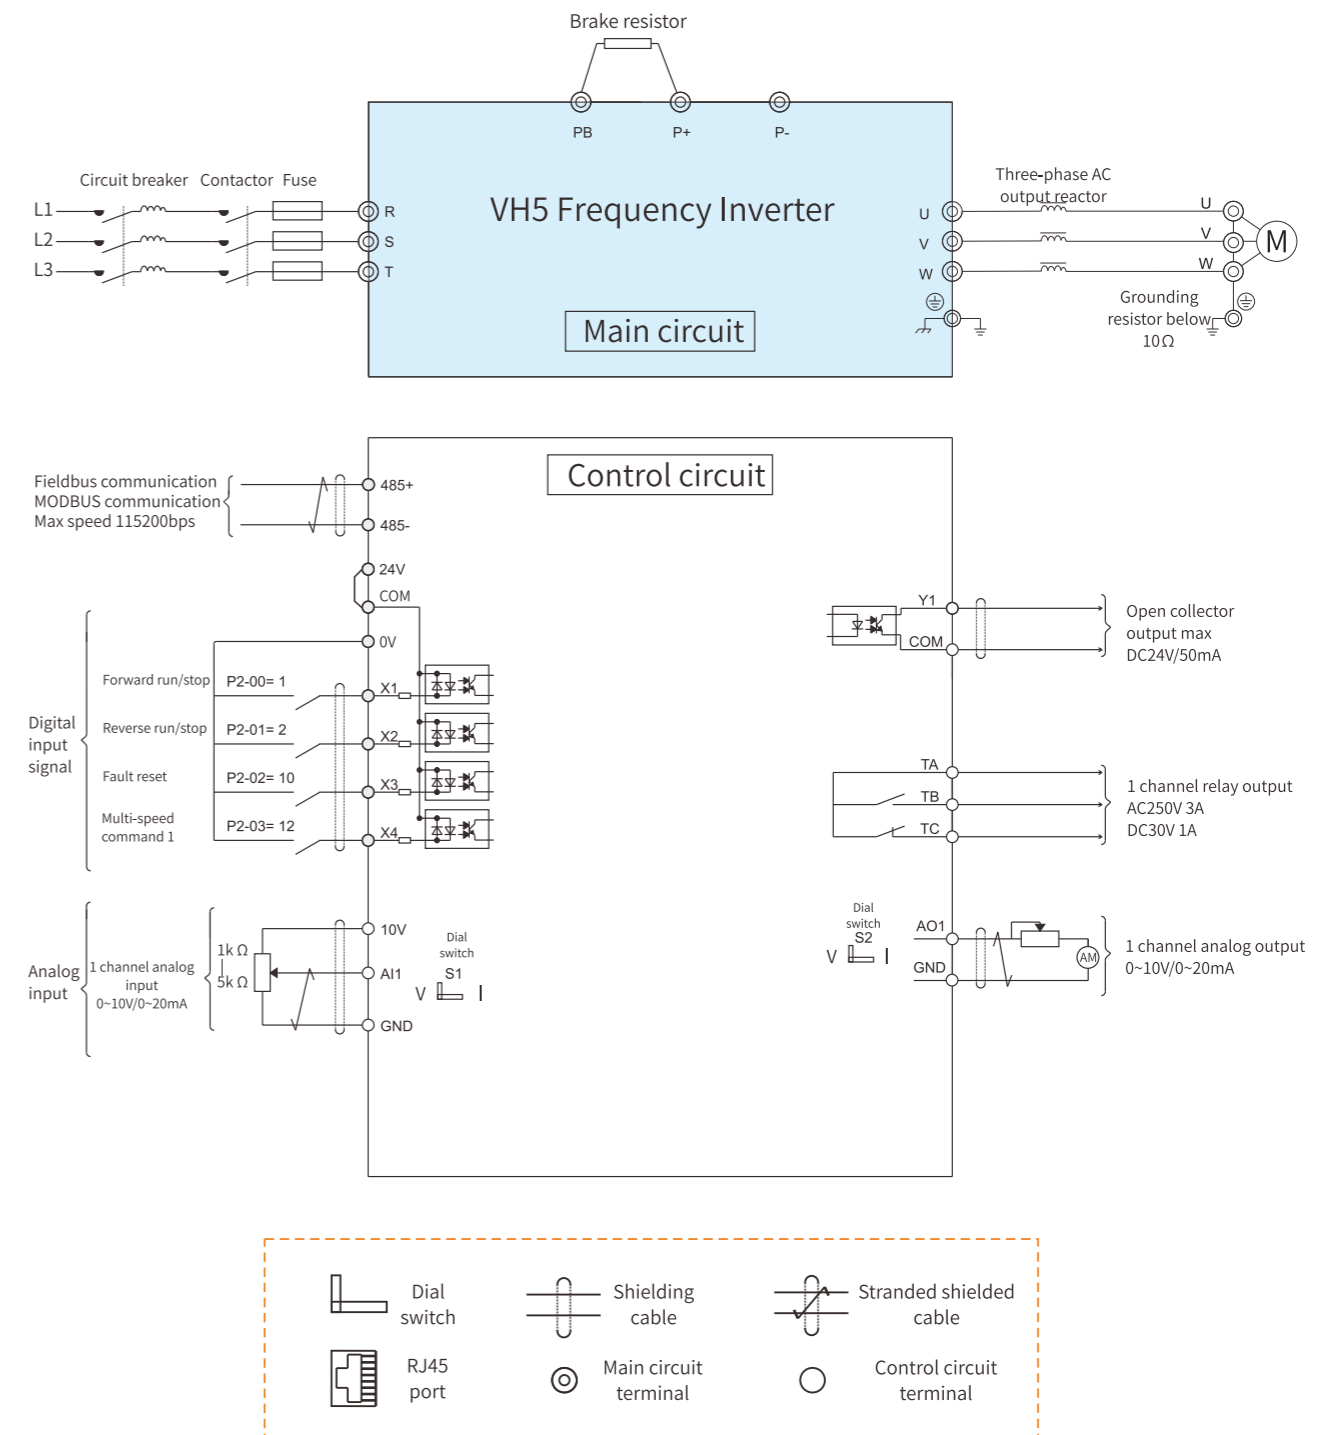 Brake resistor
PB
P+
P-
Circuit breaker
Contactor
Fuse
L1
L2
L3
R
S
T
VH5 Frequency Inverter
Main circuit
U
V
W
Three-phase AC
output reactor
U
V
W
M
Grounding
resistor below
10Ω
Control circuit
Fieldbus communication
MODBUS communication
Max speed 115200bps
485+
485-
24V
COM
0V
Digital
input
signal
Forward run/stop
P2-00= 1
X1
Reverse run/stop
P2-01= 2
X2
Fault reset
P2-02= 10
X3
Multi-speed
command 1
P2-03= 12
X4
Y1
COM
Open collector
output max
DC24V/50mA
TA
TB
TC
1 channel relay output
AC250V 3A
DC30V 1A
Analog
input
1 channel analog
input
0~10V/0~20mA
1k Ω
5k Ω
10V
AI1
GND
Dial
switch
S1
V
I
Dial
switch
S2
V
I
AO1
GND
AM
1 channel analog output
0~10V/0~20mA
Dial
switch
Shielding
cable
Stranded shielded
cable
RJ45
port
Main circuit
terminal
Control circuit
terminal